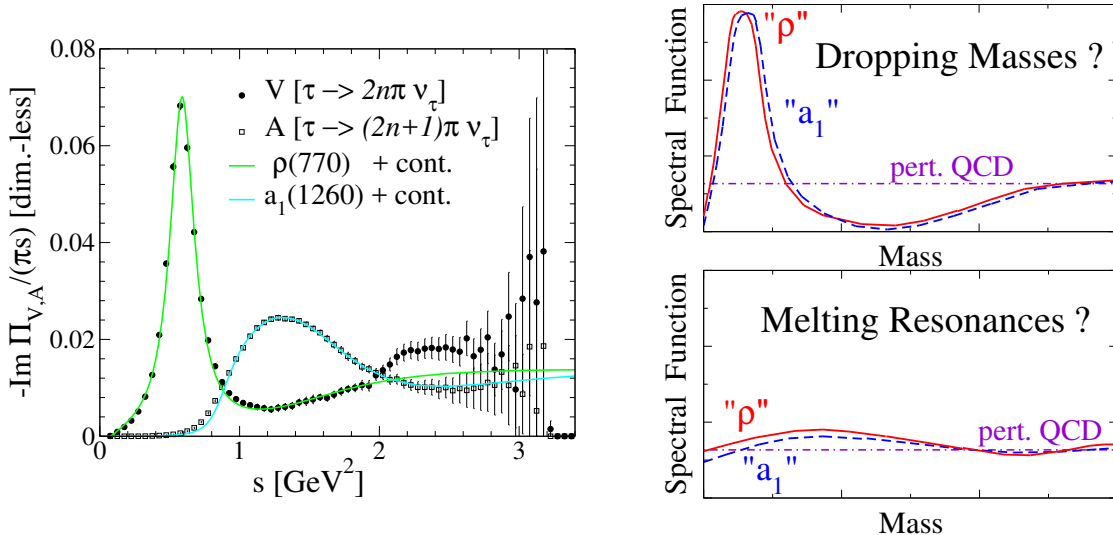 -Im Π_{V,A}/(πs) [dim.-less]
0.08
0.06
0.04
0.02
0
V [τ -> 2nπ ν_τ]
A [τ -> (2n+1)π ν_τ]
ρ(770) + cont.
a_1(1260) + cont.
0 1 2 3
s [GeV^2]
Spectral Function
"ρ"
Dropping Masses ?
"a_1"
pert. QCD
Mass
Spectral Function
Melting Resonances ?
"ρ"
pert. QCD
"a_1"
Mass